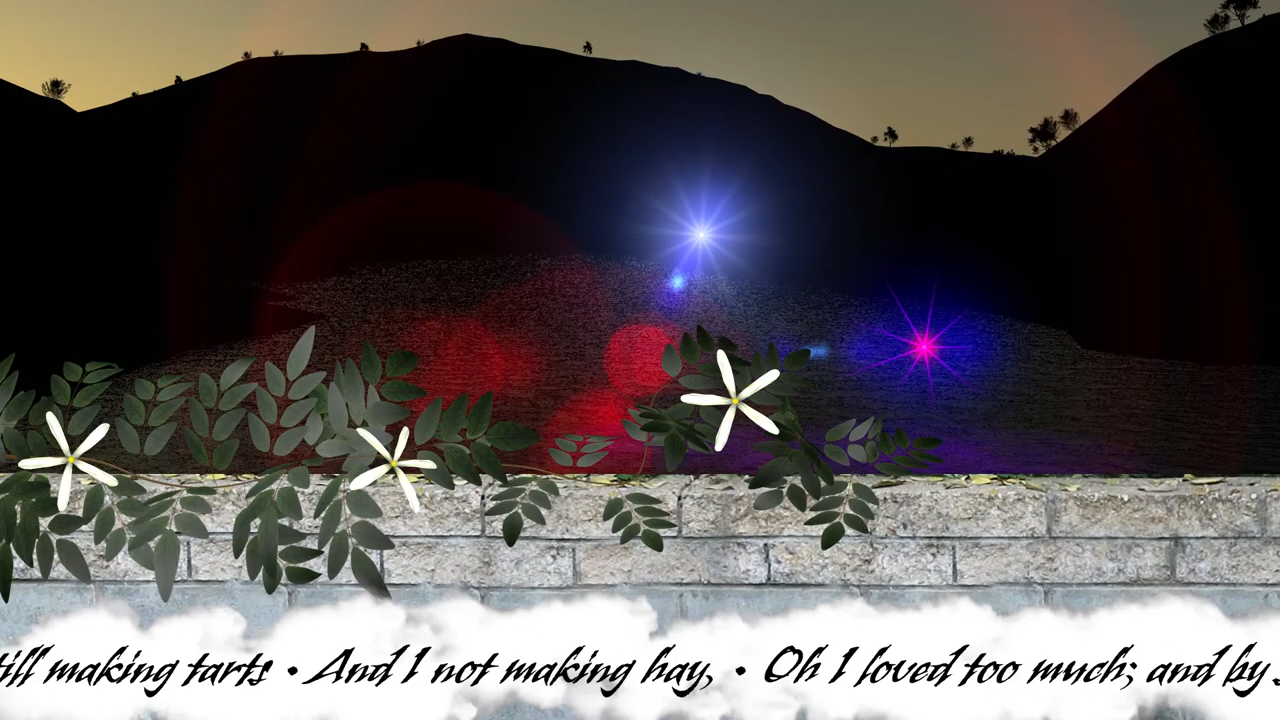 making tarts • And I not making hay, • Oh I loved too much; and by